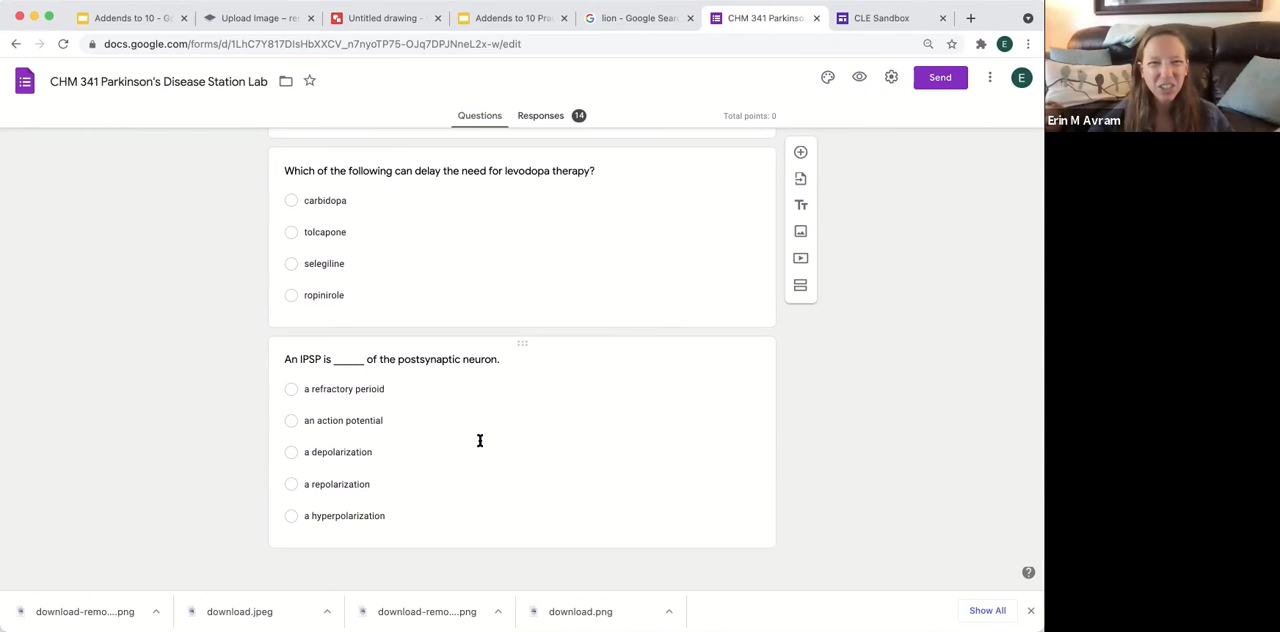 Addends to 10 - G
Upload Image – re
Untitled drawing -
Addends to 10 Pra
lion - Google Sear
CHM 341 Parkinso
CLE Sandbox
docs.google.com/forms/d/1LhC7Y817DlsHbXXCV_n7nyoTP75-OJq7DPJNneL2x-w/edit
E
CHM 341 Parkinson's Disease Station Lab
Send
E
Erin M Avram
Questions
Responses 14
Total points: 0
Which of the following can delay the need for levodopa therapy?
carbidopa
tolcapone
selegiline
ropinirole
An IPSP is ______ of the postsynaptic neuron.
a refractory perioid
an action potential
a depolarization
a repolarization
a hyperpolarization
download-remo....png
download.jpeg
download-remo....png
download.png
Show All